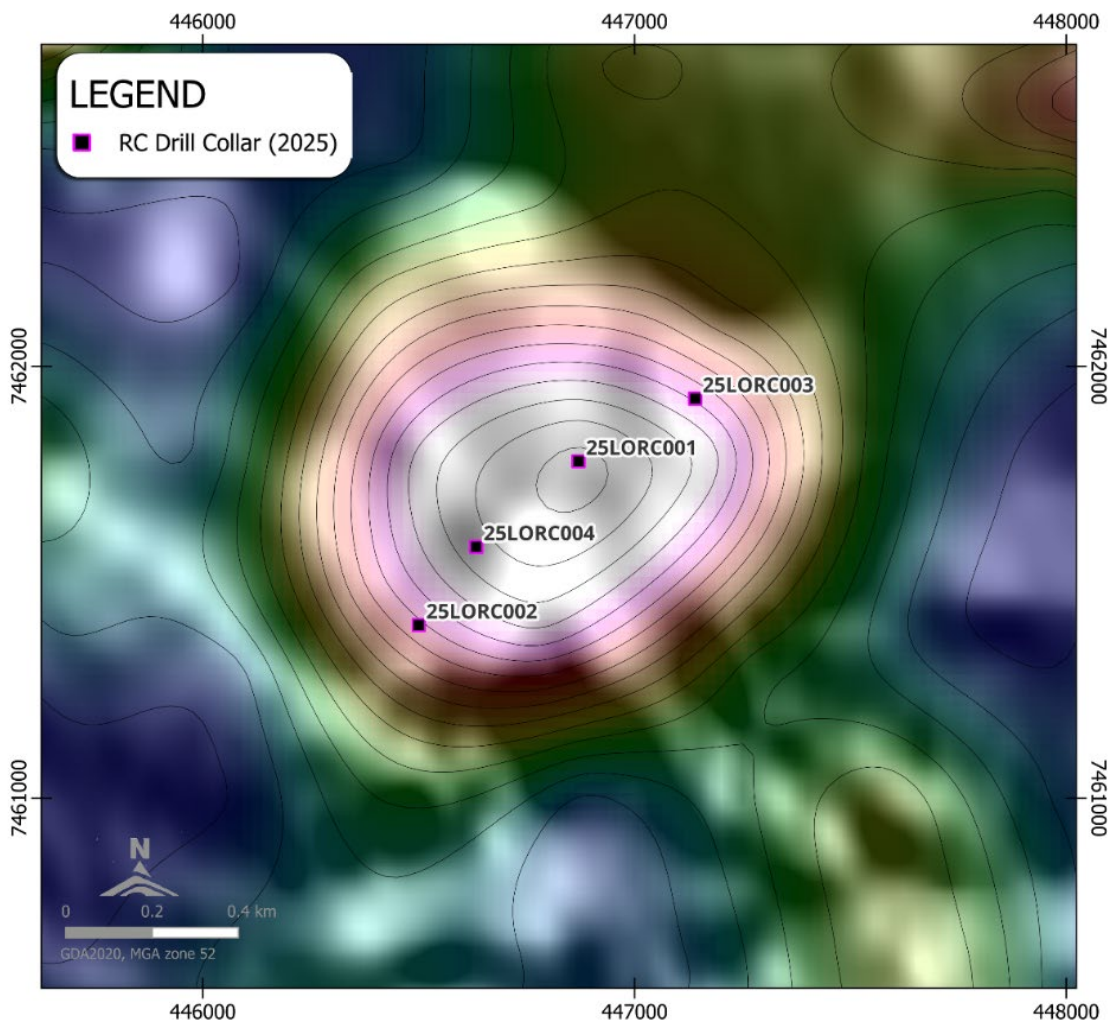 446000 447000 448000
LEGEND
RC Drill Collar (2025)
7462000 7462000
25LORC003
25LORC001
25LORC004
25LORC002
7461000 7461000
N
0 0.2 0.4 km
GDA2020, MGA zone 52
446000 447000 448000